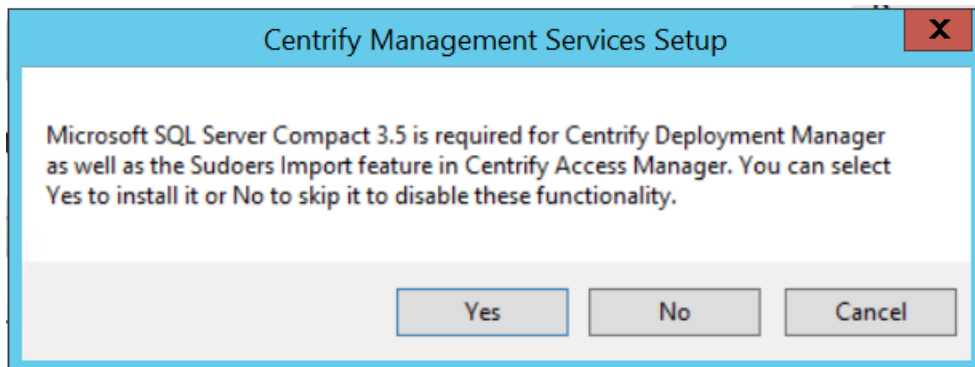 Centrify Management Services Setup
X
Microsoft SQL Server Compact 3.5 is required for Centrify Deployment Manager
as well as the Sudoers Import feature in Centrify Access Manager. You can select
Yes to install it or No to skip it to disable these functionality.
Yes No Cancel